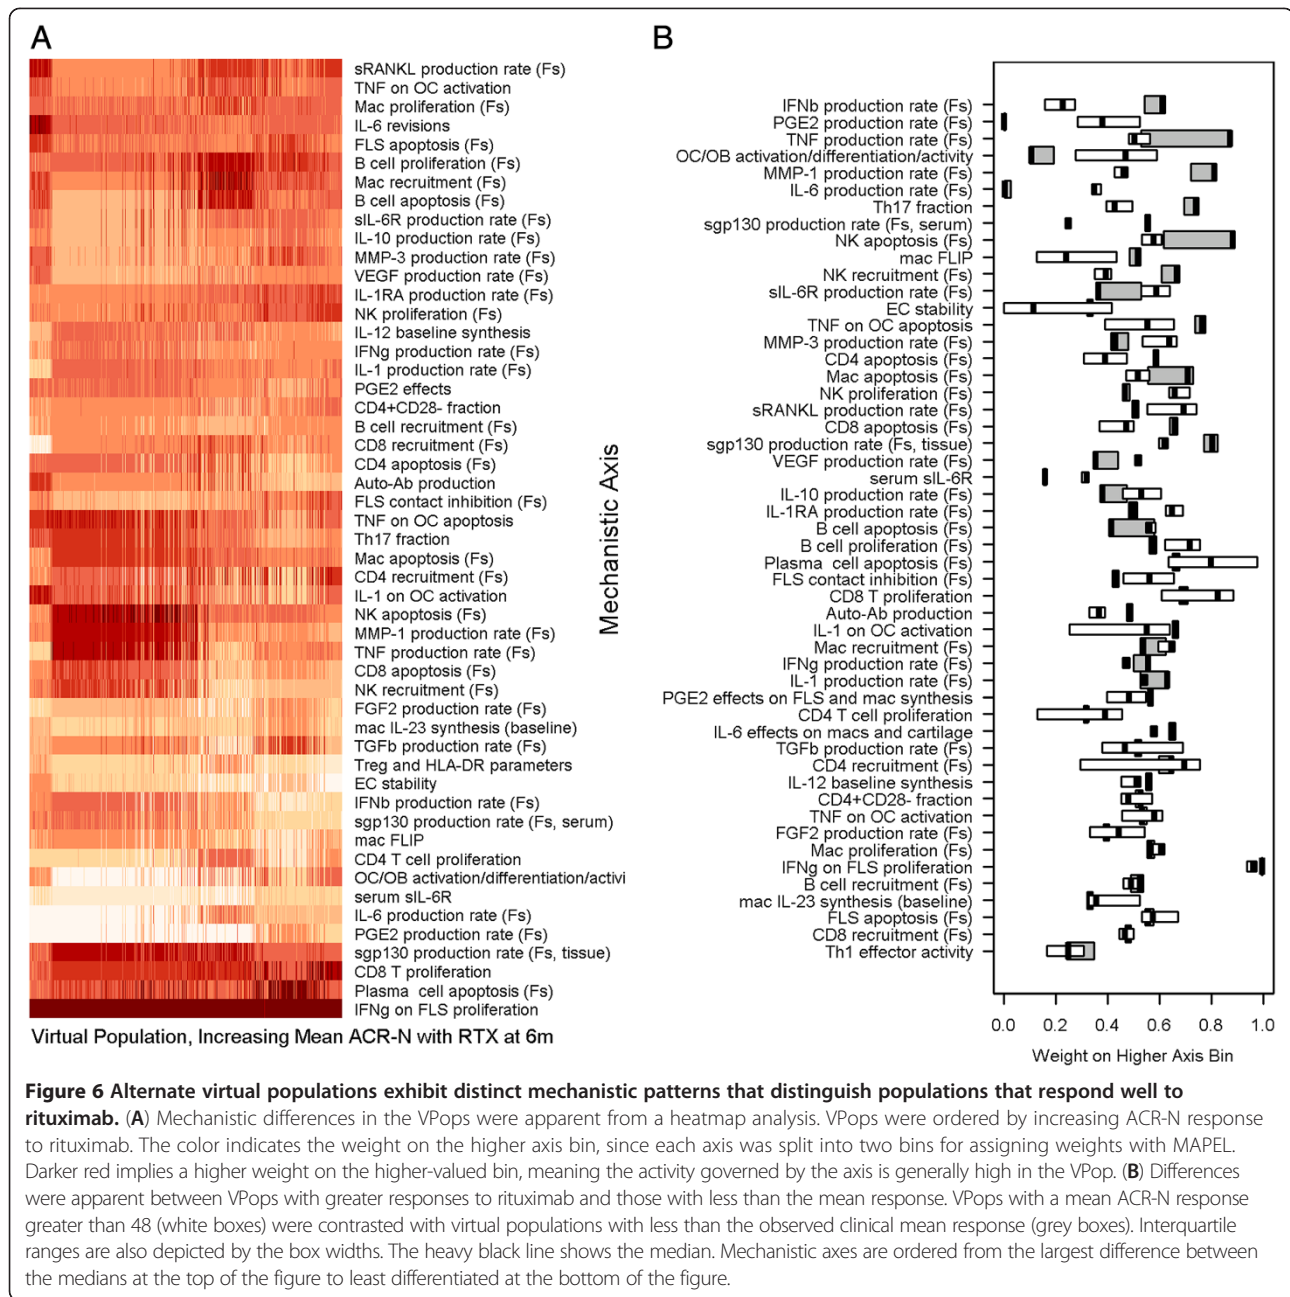 A
sRANKL production rate (Fs)
TNF on OC activation
Mac proliferation (Fs)
IL-6 revisions
FLS apoptosis (Fs)
B cell proliferation (Fs)
Mac recruitment (Fs)
B cell apoptosis (Fs)
sIL-6R production rate (Fs)
IL-10 production rate (Fs)
MMP-3 production rate (Fs)
VEGF production rate (Fs)
IL-1RA production rate (Fs)
NK proliferation (Fs)
IL-12 baseline synthesis
IFNg production rate (Fs)
IL-1 production rate (Fs)
PGE2 effects
CD4+CD28- fraction
B cell recruitment (Fs)
CD8 recruitment (Fs)
CD4 apoptosis (Fs)
Auto-Ab production
FLS contact inhibition (Fs)
TNF on OC apoptosis
Th17 fraction
Mac apoptosis (Fs)
CD4 recruitment (Fs)
IL-1 on OC activation
NK apoptosis (Fs)
MMP-1 production rate (Fs)
TNF production rate (Fs)
CD8 apoptosis (Fs)
NK recruitment (Fs)
FGF2 production rate (Fs)
mac IL-23 synthesis (baseline)
TGFb production rate (Fs)
Treg and HLA-DR parameters
EC stability
IFNb production rate (Fs)
sgp130 production rate (Fs, serum)
mac FLIP
CD4 T cell proliferation
OC/OB activation/differentiation/activi
serum sIL-6R
IL-6 production rate (Fs)
PGE2 production rate (Fs)
sgp130 production rate (Fs, tissue)
CD8 T proliferation
Plasma cell apoptosis (Fs)
IFNg on FLS proliferation
Virtual Population, Increasing Mean ACR-N with RTX at 6m
B
Mechanistic Axis
IFNb production rate (Fs)
PGE2 production rate (Fs)
TNF production rate (Fs)
OC/OB activation/differentiation/activity
MMP-1 production rate (Fs)
IL-6 production rate (Fs)
Th17 fraction
sgp130 production rate (Fs, serum)
NK apoptosis (Fs)
mac FLIP
NK recruitment (Fs)
sIL-6R production rate (Fs)
EC stability
TNF on OC apoptosis
MMP-3 production rate (Fs)
CD4 apoptosis (Fs)
Mac apoptosis (Fs)
NK proliferation (Fs)
sRANKL production rate (Fs)
CD8 apoptosis (Fs)
sgp130 production rate (Fs, tissue)
VEGF production rate (Fs)
serum sIL-6R
IL-10 production rate (Fs)
IL-1RA production rate (Fs)
B cell apoptosis (Fs)
B cell proliferation (Fs)
Plasma cell apoptosis (Fs)
FLS contact inhibition (Fs)
CD8 T proliferation
Auto-Ab production
IL-1 on OC activation
Mac recruitment (Fs)
IFNg production rate (Fs)
IL-1 production rate (Fs)
PGE2 effects on FLS and mac synthesis
CD4 T cell proliferation
IL-6 effects on macs and cartilage
TGFb production rate (Fs)
CD4 recruitment (Fs)
IL-12 baseline synthesis
CD4+CD28- fraction
TNF on OC activation
FGF2 production rate (Fs)
Mac proliferation (Fs)
IFNg on FLS proliferation
B cell recruitment (Fs)
mac IL-23 synthesis (baseline)
FLS apoptosis (Fs)
CD8 recruitment (Fs)
Th1 effector activity
0.0 0.2 0.4 0.6 0.8 1.0
Weight on Higher Axis Bin
Figure 6 Alternate virtual populations exhibit distinct mechanistic patterns that distinguish populations that respond well to
rituximab. (A) Mechanistic differences in the VPops were apparent from a heatmap analysis. VPops were ordered by increasing ACR-N response
to rituximab. The color indicates the weight on the higher axis bin, since each axis was split into two bins for assigning weights with MAPEL.
Darker red implies a higher weight on the higher-valued bin, meaning the activity governed by the axis is generally high in the VPop. (B) Differences
were apparent between VPops with greater responses to rituximab and those with less than the mean response. VPops with a mean ACR-N response
greater than 48 (white boxes) were contrasted with virtual populations with less than the observed clinical mean response (grey boxes). Interquartile
ranges are also depicted by the box widths. The heavy black line shows the median. Mechanistic axes are ordered from the largest difference between
the medians at the top of the figure to least differentiated at the bottom of the figure.